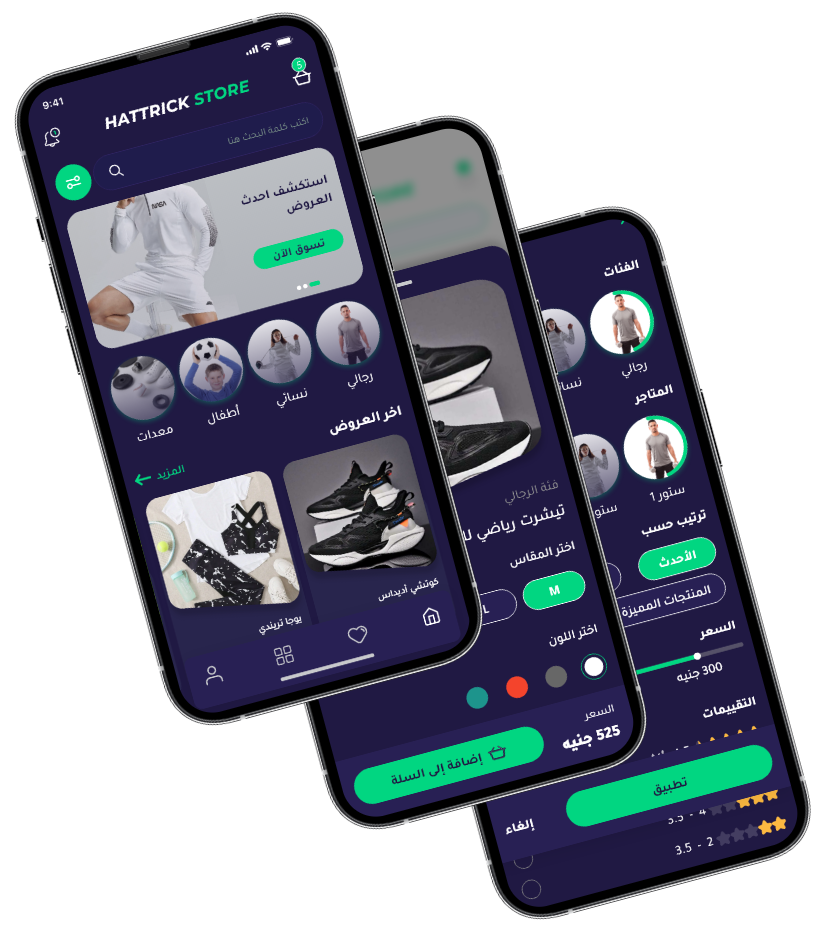 9:41
5
HATTRICK STORE
اكتب كلمة البحث هنا
NASA
استكشف احدث
العروض
تسوق الآن
رجالي
نسائي
أطفال
معدات
اخر العروض
المزيد
كوتشي أديداس
يوجا تريندي
فئة الرجالي
تيشرت رياضي
اختر المقاس
M
L
اختر اللون
السعر
525 جنيه
إضافة إلى السلة
الفئات
رجالي
المتاجر
ستور 1
ترتيب حسب
الأحدث
المنتجات المميزة
السعر
300 جنيه
التقييمات
تطبيق
إلغاء
3.5 - 4
3.5 - 2